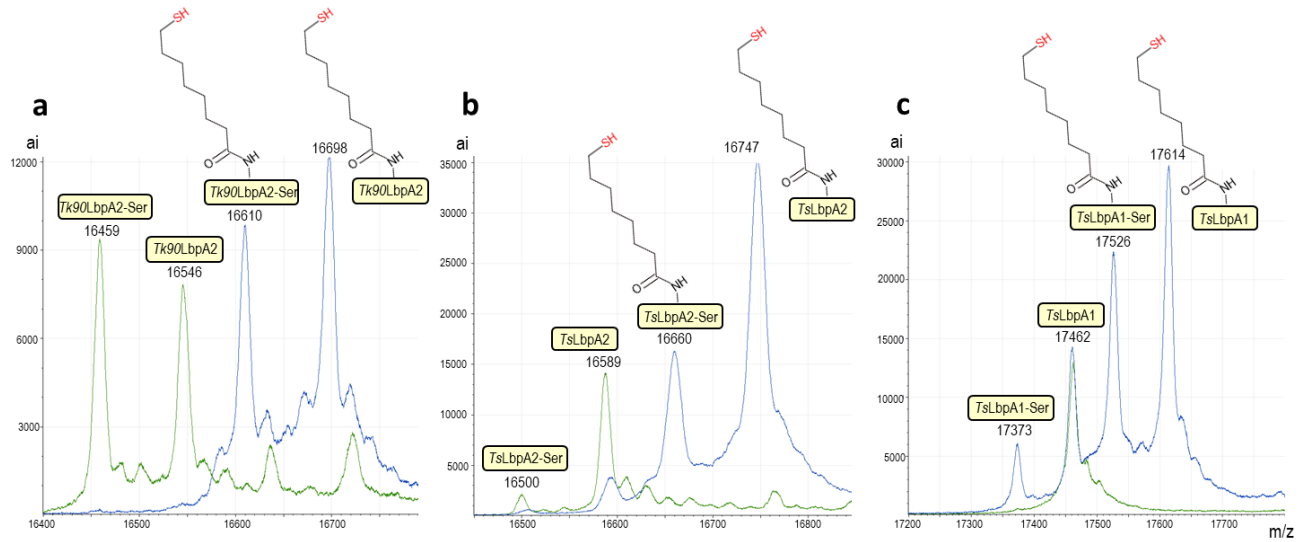 SH
SH
a
ai
O
NH
O
NH
12000
16698
Tk90LbpA2-Ser
16459
Tk90LbpA2-Ser
16610
Tk90LbpA2
Tk90LbpA2
16546
9000
6000
3000
16400
16500
16600
16700
SH
b
ai
SH
O
NH
35000
16747
TsLbpA2
30000
25000
O
NH
20000
TsLbpA2-Ser
16660
TsLbpA2
16589
15000
10000
TsLbpA2-Ser
16500
5000
16500
16600
16700
16800
SH
SH
c
ai
O
NH
O
NH
30000
17614
TsLbpA1-Ser
17526
TsLbpA1
25000
20000
TsLbpA1
17462
15000
10000
TsLbpA1-Ser
17373
5000
17200
17300
17400
17500
17600
17700
m/z